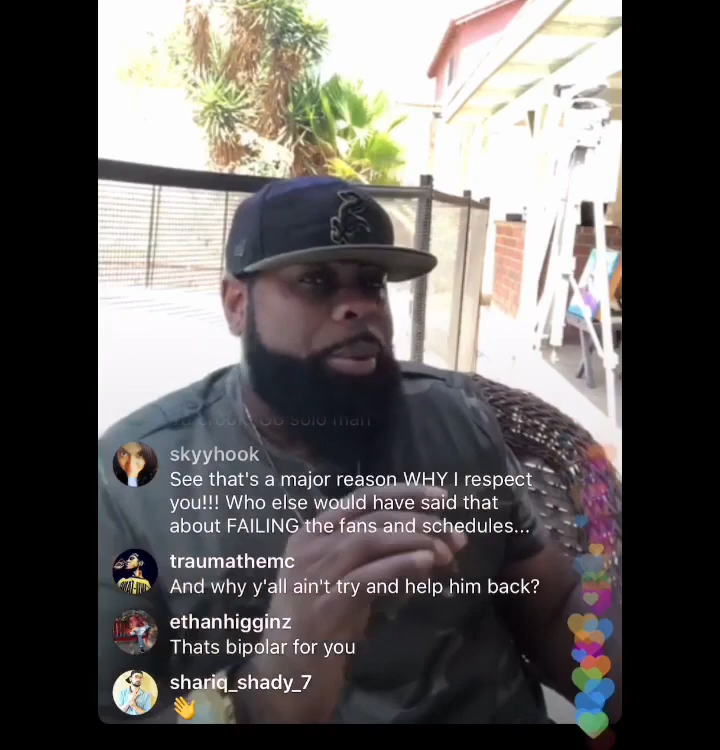 skyyhook
See that's a major reason WHY I respect
you!!! Who else would have said that
about FAILING the fans and schedules...
traumathemc
And why y'all ain't try and help him back?
ethanhigginz
Thats bipolar for you
shariq_shady_7
👋